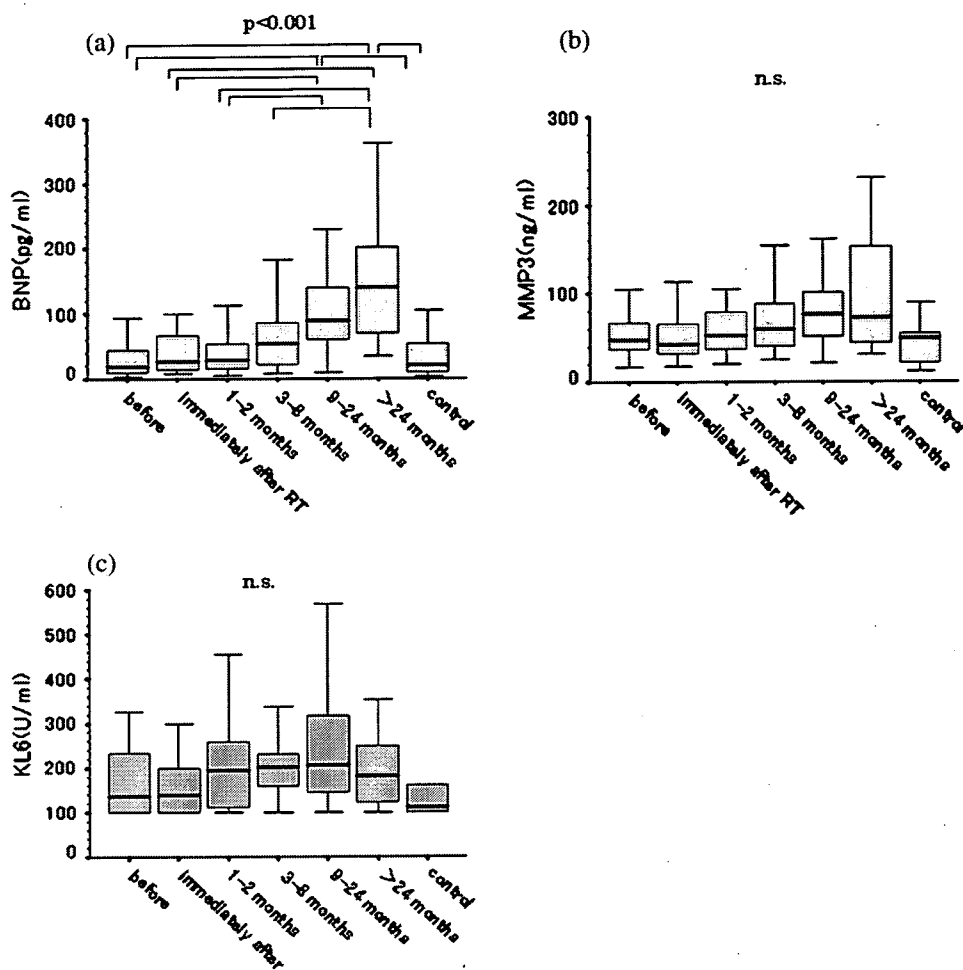 p<0.001
(a)
400
300
200
100
0
BNP(pg/ml)
before
immediately after RT
1-2 months
3-8 months
9-24 months
>24 months
control
(b)
n.s.
300
200
100
0
MMP3(ng/ml)
before
immediately after RT
1-2 months
3-8 months
9-24 months
>24 months
control
(c)
n.s.
600
500
400
300
200
100
0
KL6(U/ml)
before
immediately after
1-2 months
3-8 months
9-24 months
>24 months
control